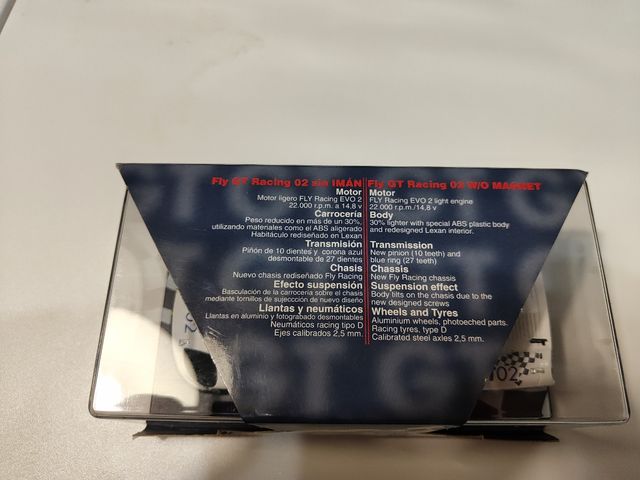 Fly GT Racing 02 sin IMÁN
Motor
Motor ligero FLY Racing EVO 2
22.000 r.p.m. a 14,8 v
Carrocería
Peso reducido en más de un 30%,
utilizando materiales como el ABS aligerado
Habitáculo rediseñado en Lexan
Transmisión
Piñón de 10 dientes y corona azul
desmontable de 27 dientes
Chasis
Nuevo chasis rediseñado Fly Racing
Efecto suspensión
Basculación de la carrocería sobre el chasis
mediante tornillos de sujección de nuevo diseño
Llantas y neumáticos
Llantas en aluminio y fotograbado desmontables
Neumáticos racing tipo D
Ejes calibrados 2,5 mm.
Fly GT Racing 02 W/O MAGNET
Motor
FLY Racing EVO 2 light engine
22.000 r.p.m./14,8 v
Body
30% lighter with special ABS plastic body
and redesigned Lexan interior.
Transmission
New pinion (10 teeth) and
blue ring (27 teeth)
Chassis
New Fly Racing chassis
Suspension effect
Body tilts on the chasis due to the
new designed screws
Wheels and Tyres
Aluminium wheels, photoeched parts.
Racing tyres, type D
Calibrated steel axles 2,5 mm.
02